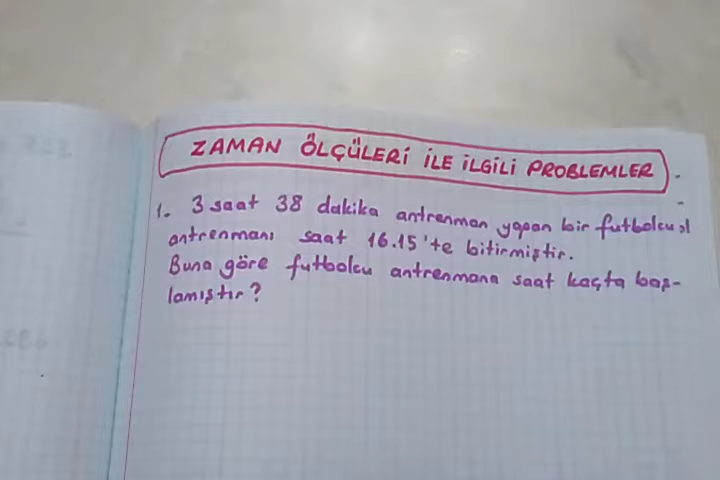 ZAMAN ÖLÇÜLERİ İLE İLGİLİ PROBLEMLER
1. 3 saat 38 dakika antrenman yapan bir futbolcu
antrenmanı saat 16.15'te bitirmiştir.
Buna göre futbolcu antrenmana saat kaçta baş-
lamıştır?